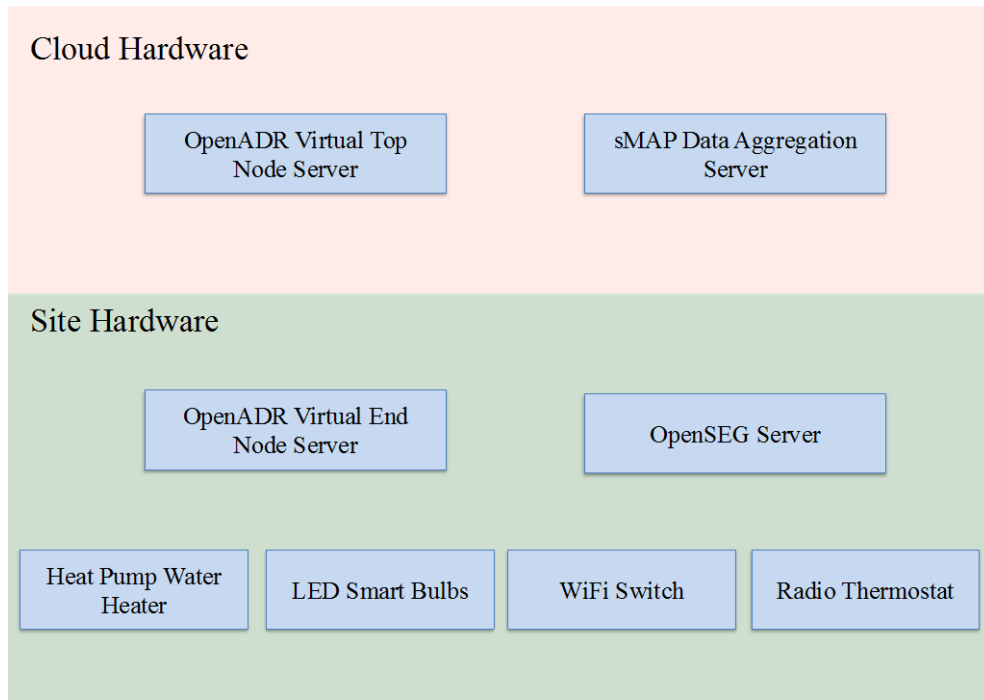 Cloud Hardware
OpenADR Virtual Top
Node Server
sMAP Data Aggregation
Server
Site Hardware
OpenADR Virtual End
Node Server
OpenSEG Server
Heat Pump Water
Heater
LED Smart Bulbs
WiFi Switch
Radio Thermostat